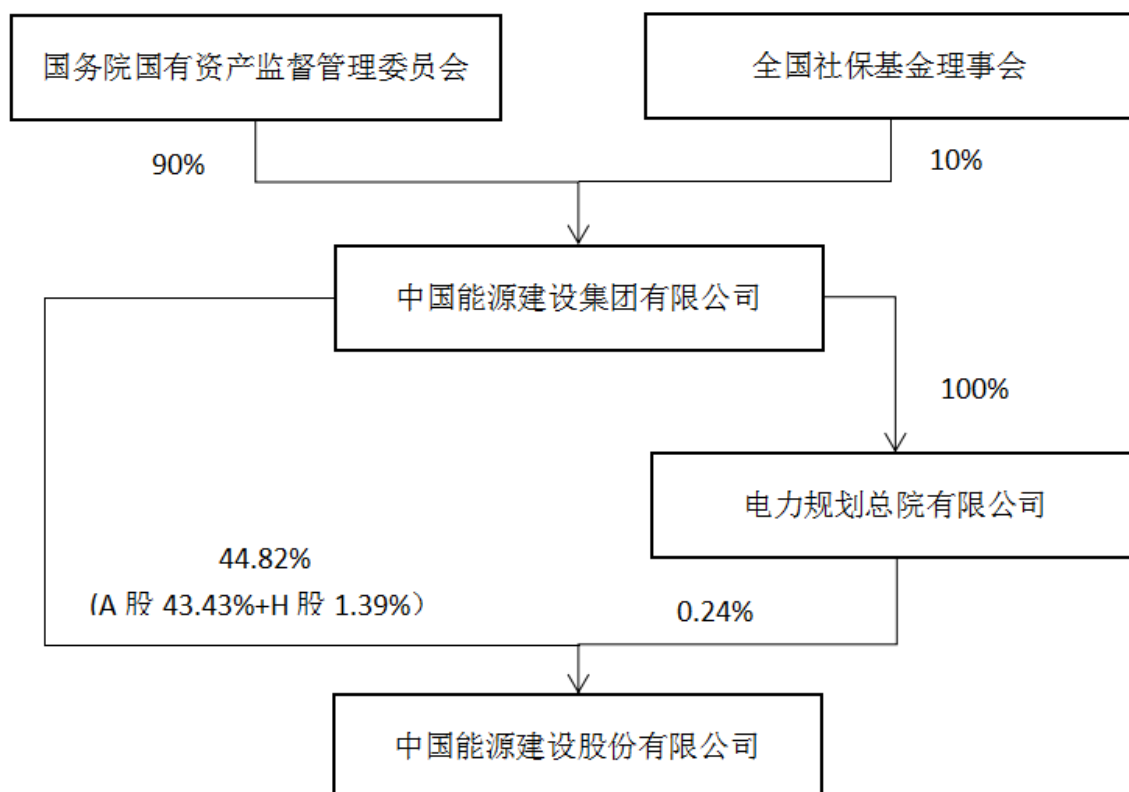 国务院国有资产监督管理委员会
全国社保基金理事会
90%
10%
中国能源建设集团有限公司
100%
电力规划总院有限公司
44.82%
(A 股 43.43%+H 股 1.39%）
0.24%
中国能源建设股份有限公司